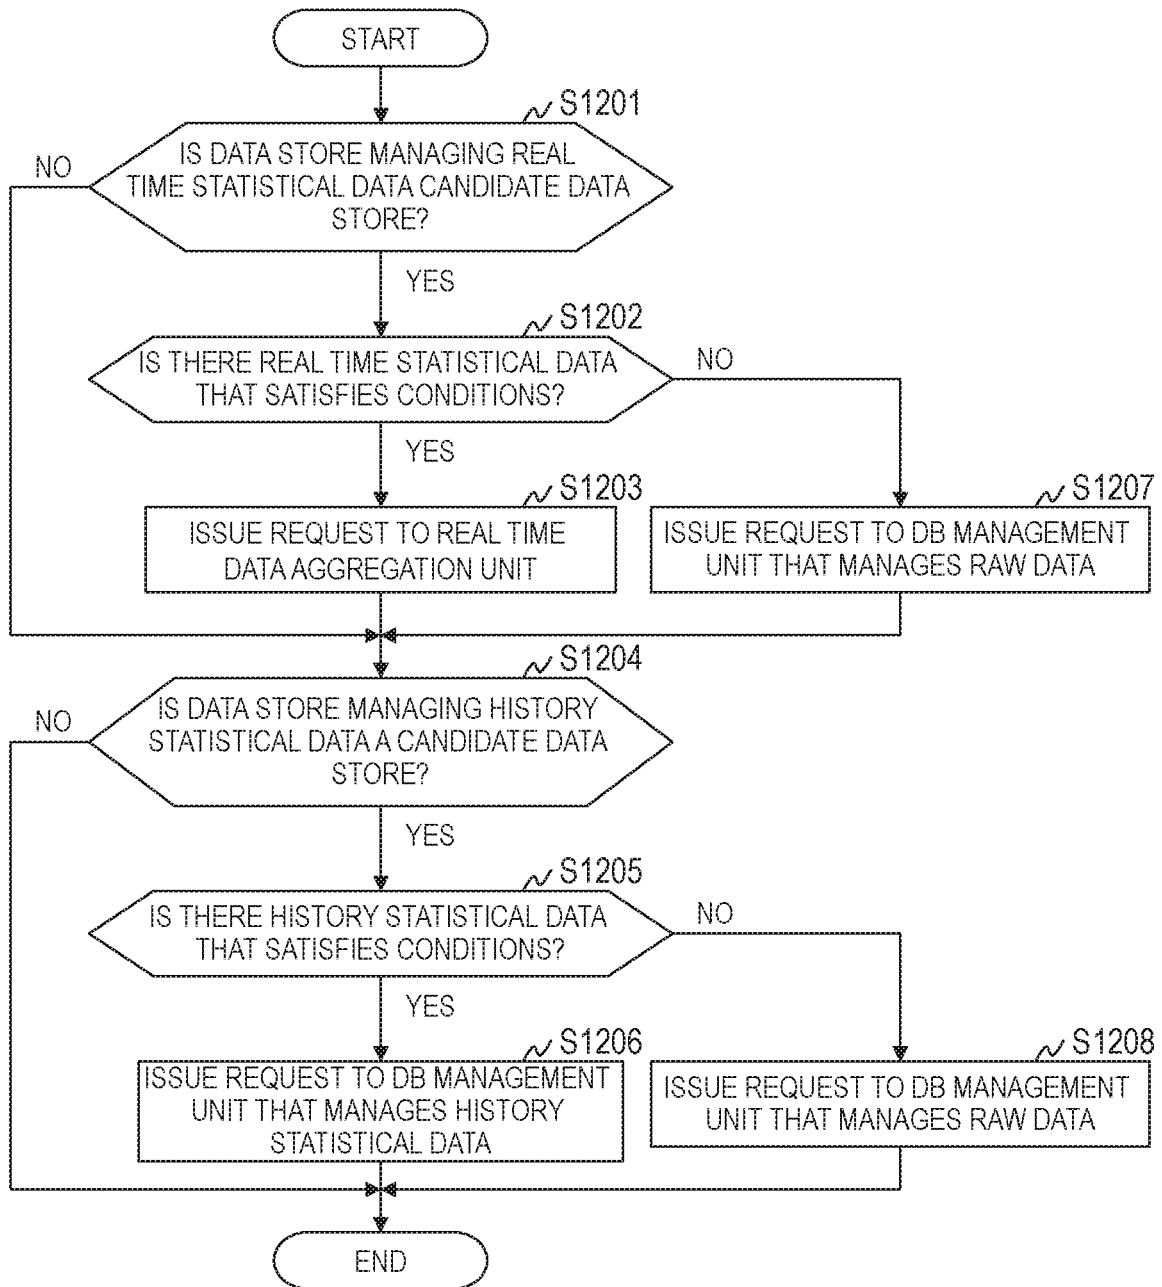 START
S1201
NO
IS DATA STORE MANAGING REAL
TIME STATISTICAL DATA CANDIDATE DATA
STORE?
YES
S1202
IS THERE REAL TIME STATISTICAL DATA
THAT SATISFIES CONDITIONS?
NO
YES
S1203
ISSUE REQUEST TO REAL TIME
DATA AGGREGATION UNIT
S1207
ISSUE REQUEST TO DB MANAGEMENT
UNIT THAT MANAGES RAW DATA
S1204
NO
IS DATA STORE MANAGING HISTORY
STATISTICAL DATA A CANDIDATE DATA
STORE?
YES
S1205
IS THERE HISTORY STATISTICAL DATA
THAT SATISFIES CONDITIONS?
NO
YES
S1206
ISSUE REQUEST TO DB MANAGEMENT
UNIT THAT MANAGES HISTORY
STATISTICAL DATA
S1208
ISSUE REQUEST TO DB MANAGEMENT
UNIT THAT MANAGES RAW DATA
END